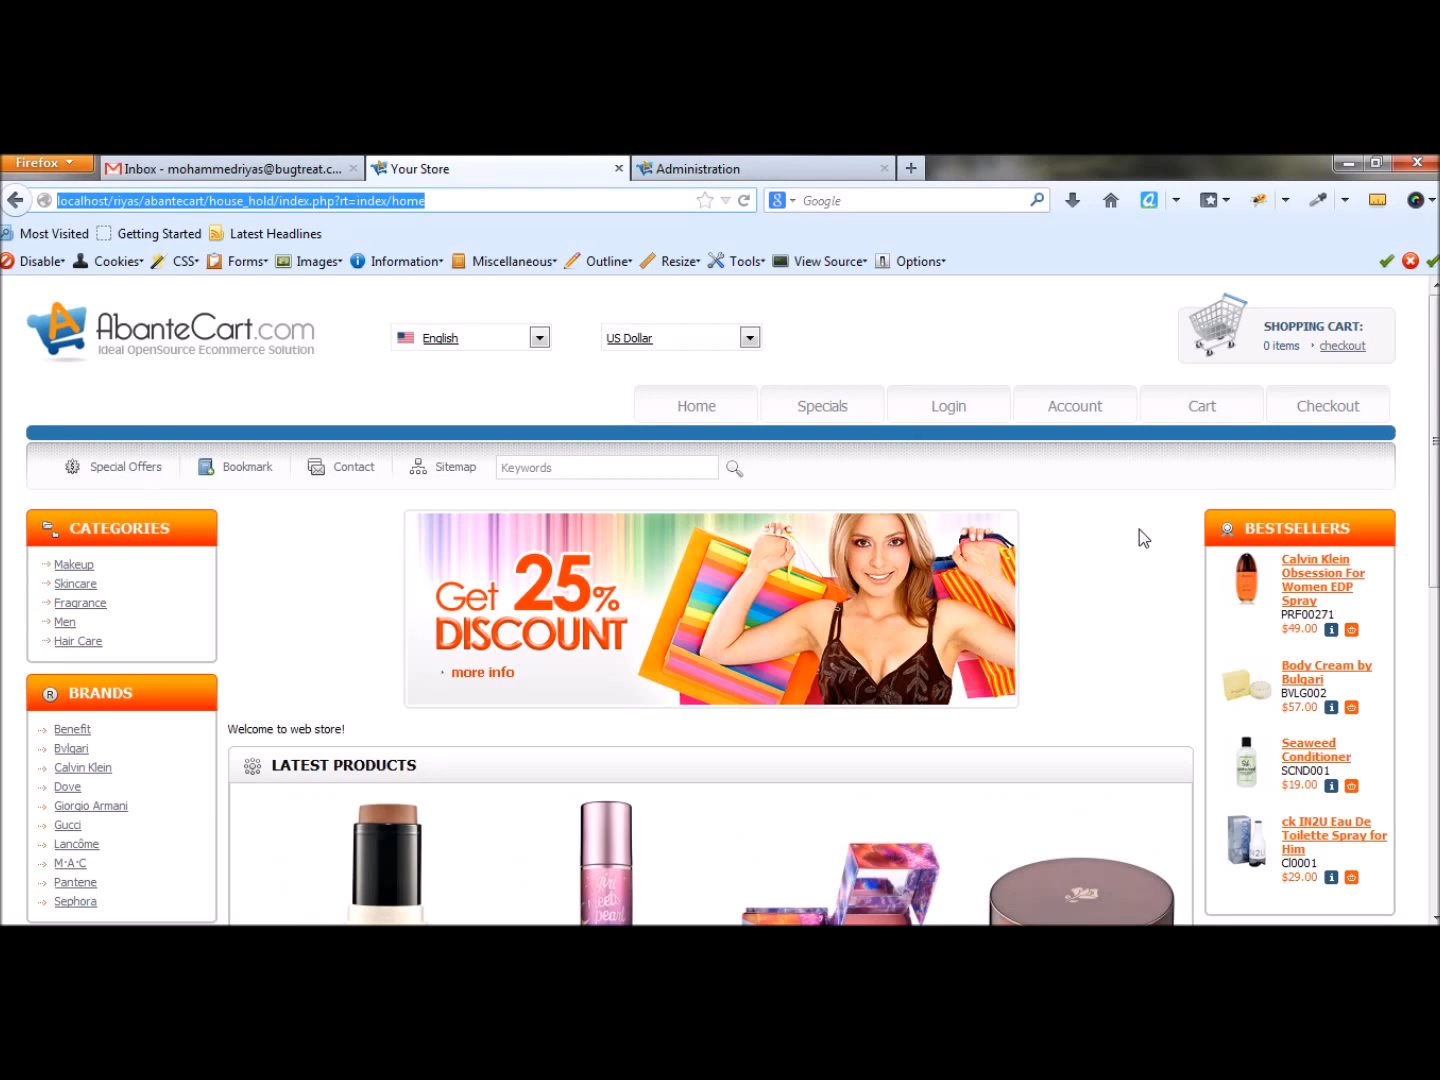 Firefox
Inbox - mohammedriyas@bugtreat.c...
Your Store
Administration
localhost/riyas/abantecart/house_hold/index.php?rt=index/home
Google
Most Visited
Getting Started
Latest Headlines
Disable
Cookies
CSS
Forms
Images
Information
Miscellaneous
Outline
Resize
Tools
View Source
Options
AbanteCart.com
Ideal OpenSource Ecommerce Solution
English
US Dollar
SHOPPING CART:
0 items
checkout
Home
Specials
Login
Account
Cart
Checkout
Special Offers
Bookmark
Contact
Sitemap
Keywords
CATEGORIES
Makeup
Skincare
Fragrance
Men
Hair Care
BRANDS
Benefit
Bvlgari
Calvin Klein
Dove
Giorgio Armani
Gucci
Lancôme
M·A·C
Pantene
Sephora
Get 25%
DISCOUNT
more info
Welcome to web store!
LATEST PRODUCTS
BESTSELLERS
Calvin Klein
Obsession For
Women EDP
Spray
PRF00271
$49.00
Body Cream by
Bulgari
BVLG002
$57.00
Seaweed
Conditioner
SCND001
$19.00
ck IN2U Eau De
Toilette Spray for
Him
CI0001
$29.00